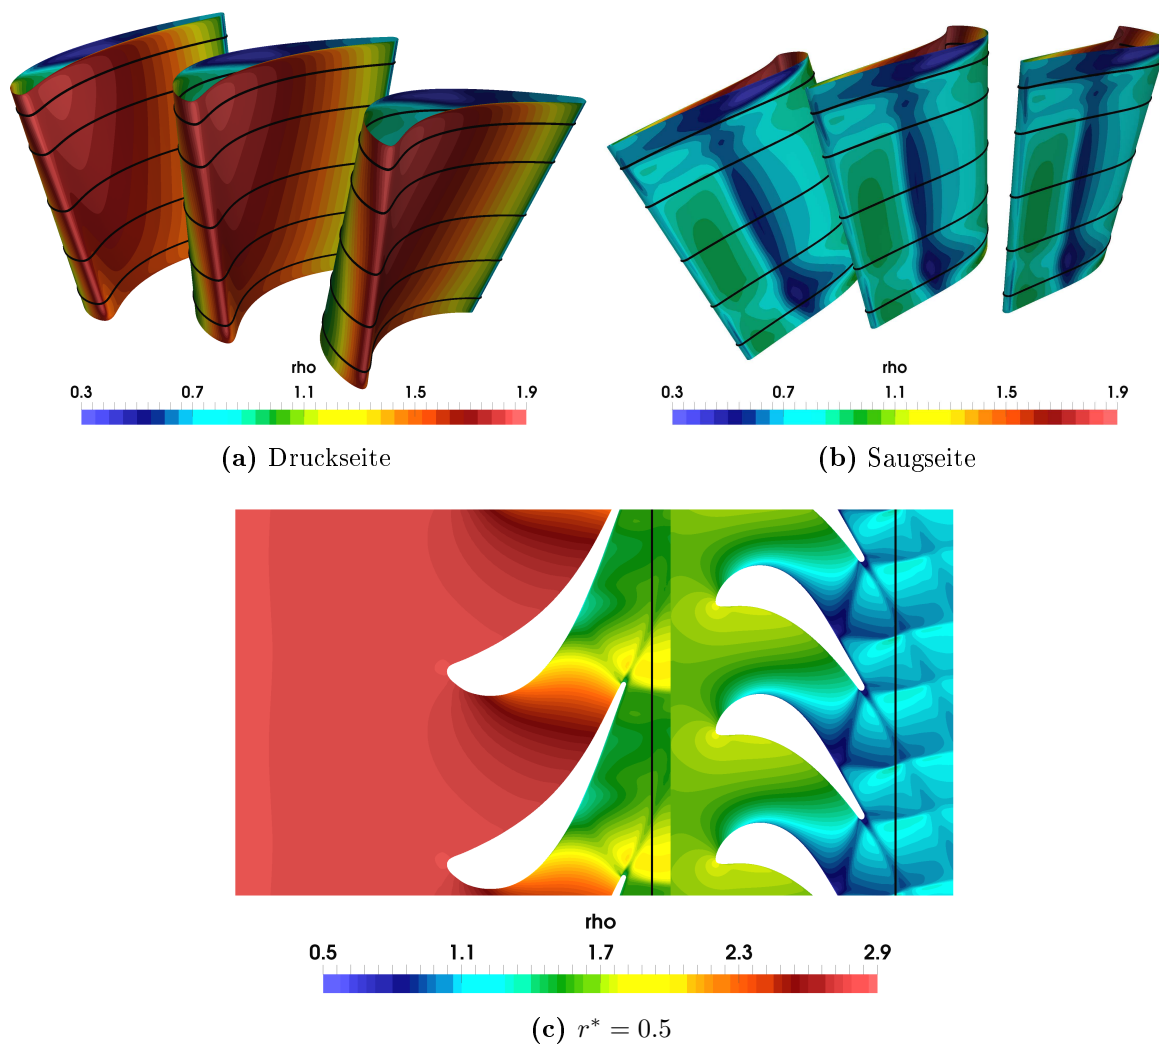 rho
0.3 0.7 1.1 1.5 1.9
(a) Druckseite
rho
0.3 0.7 1.1 1.5 1.9
(b) Saugseite
rho
0.5 1.1 1.7 2.3 2.9
(c) r* = 0.5